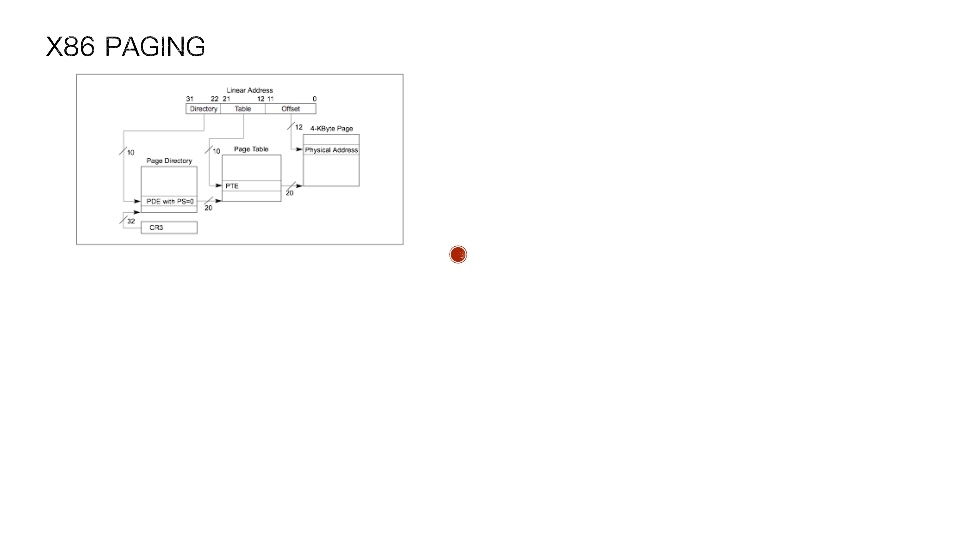 X86 PAGING
Linear Address
31 22 21 12 11 0
Directory Table Offset
12 4-KByte Page
10 10 Page Table Physical Address
Page Directory
PTE
20
PDE with PS=0
20
32
CR3